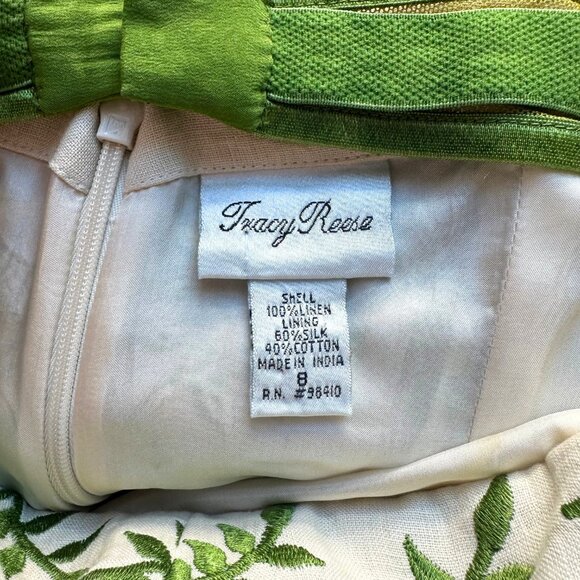 Tracy Reese
SHELL
100%LINEN
LINING
60%SILK
40%COTTON
MADE IN INDIA
8
R.N. #98410